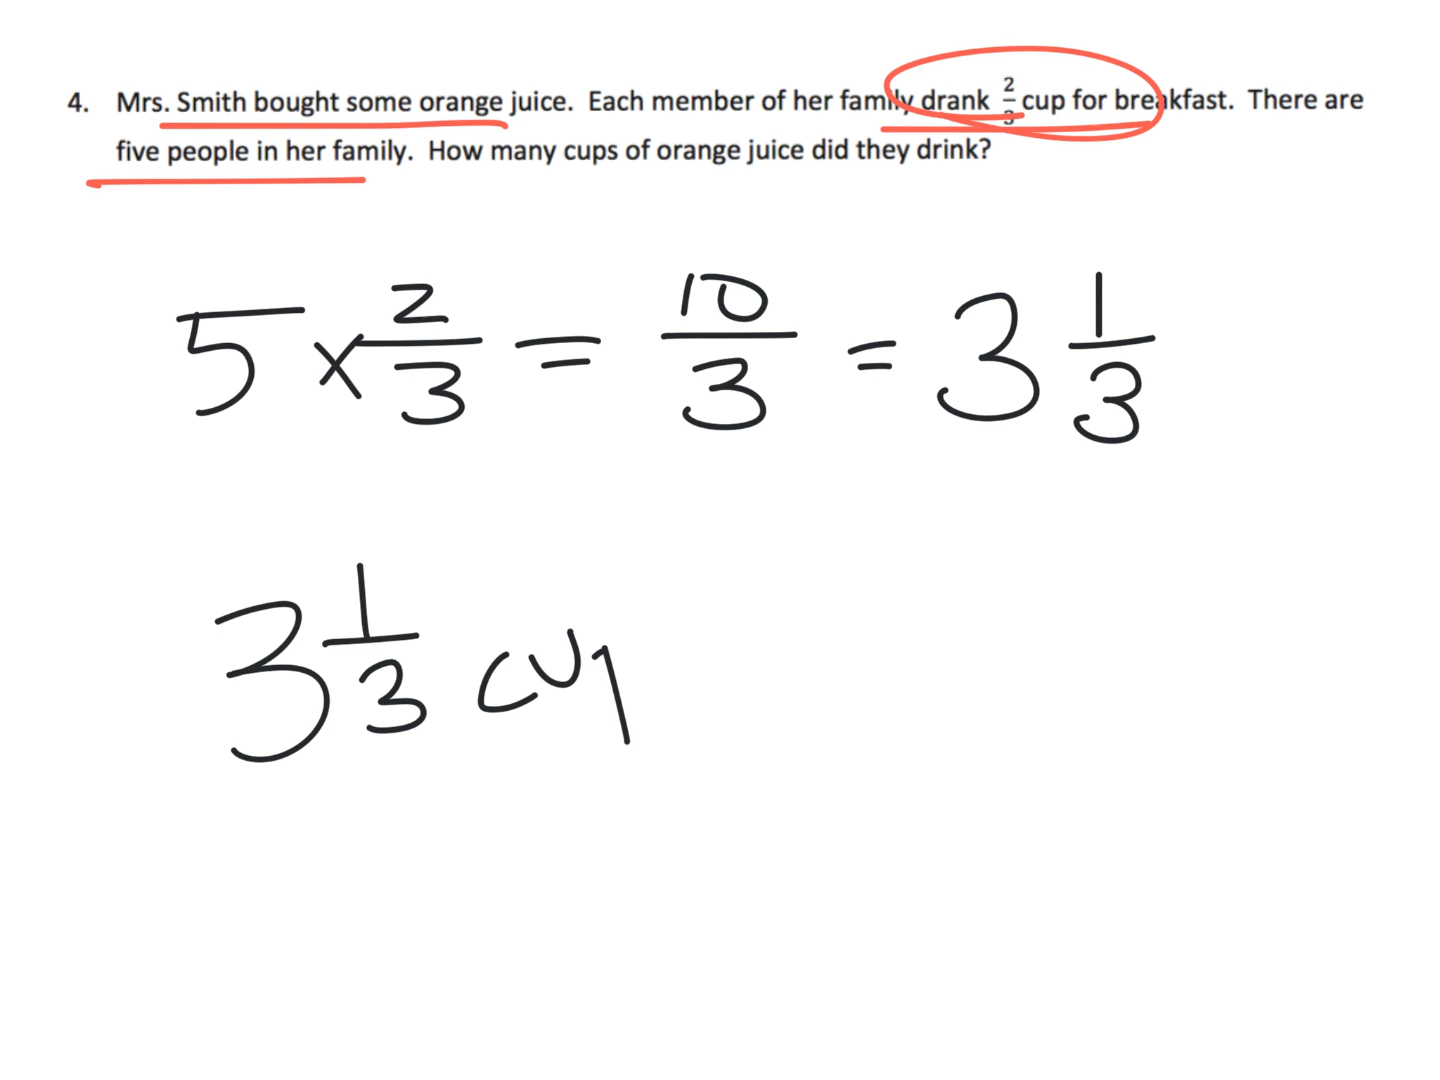 4. Mrs. Smith bought some orange juice. Each member of her family drank 2/3 cup for breakfast. There are
five people in her family. How many cups of orange juice did they drink?
5 × 2/3 = 10/3 = 3 1/3
3 1/3 cup